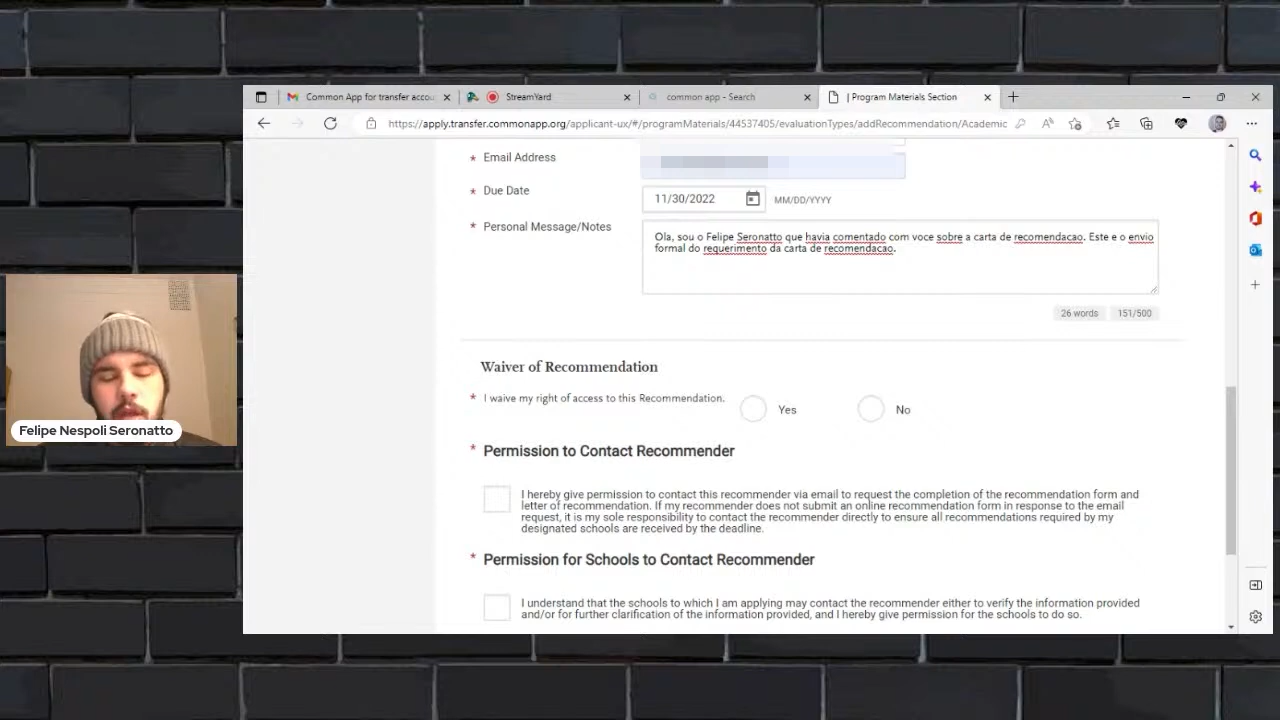 Common App for transfer accou
StreamYard
common app - Search
| Program Materials Section
https://apply.transfer.commonapp.org/applicant-ux/#/programMaterials/44537405/evaluationTypes/addRecommendation/Academic
* Email Address
* Due Date
11/30/2022
MM/DD/YYYY
* Personal Message/Notes
Ola, sou o Felipe Seronatto que havia comentado com voce sobre a carta de recomendacao. Este e o envio
formal do requerimento da carta de recomendacao.
26 words
151/500
Waiver of Recommendation
* I waive my right of access to this Recommendation.
Yes
No
* Permission to Contact Recommender
I hereby give permission to contact this recommender via email to request the completion of the recommendation form and
letter of recommendation. If my recommender does not submit an online recommendation form in response to the email
request, it is my sole responsibility to contact the recommender directly to ensure all recommendations required by my
designated schools are received by the deadline.
* Permission for Schools to Contact Recommender
I understand that the schools to which I am applying may contact the recommender either to verify the information provided
and/or for further clarification of the information provided, and I hereby give permission for the schools to do so.
Felipe Nespoli Seronatto